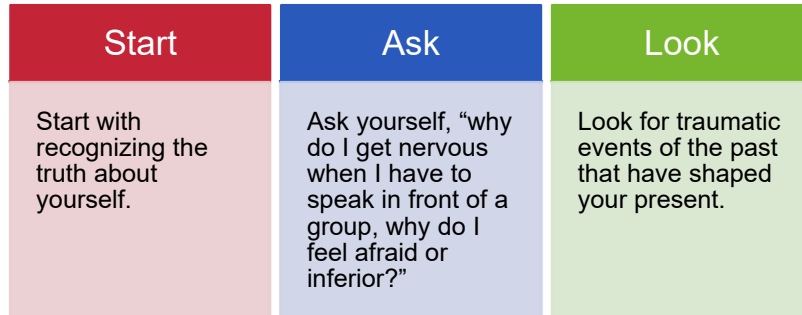 Start
Start with
recognizing the
truth about
yourself.
Ask
Ask yourself, “why
do I get nervous
when I have to
speak in front of a
group, why do I
feel afraid or
inferior?”
Look
Look for traumatic
events of the past
that have shaped
your present.